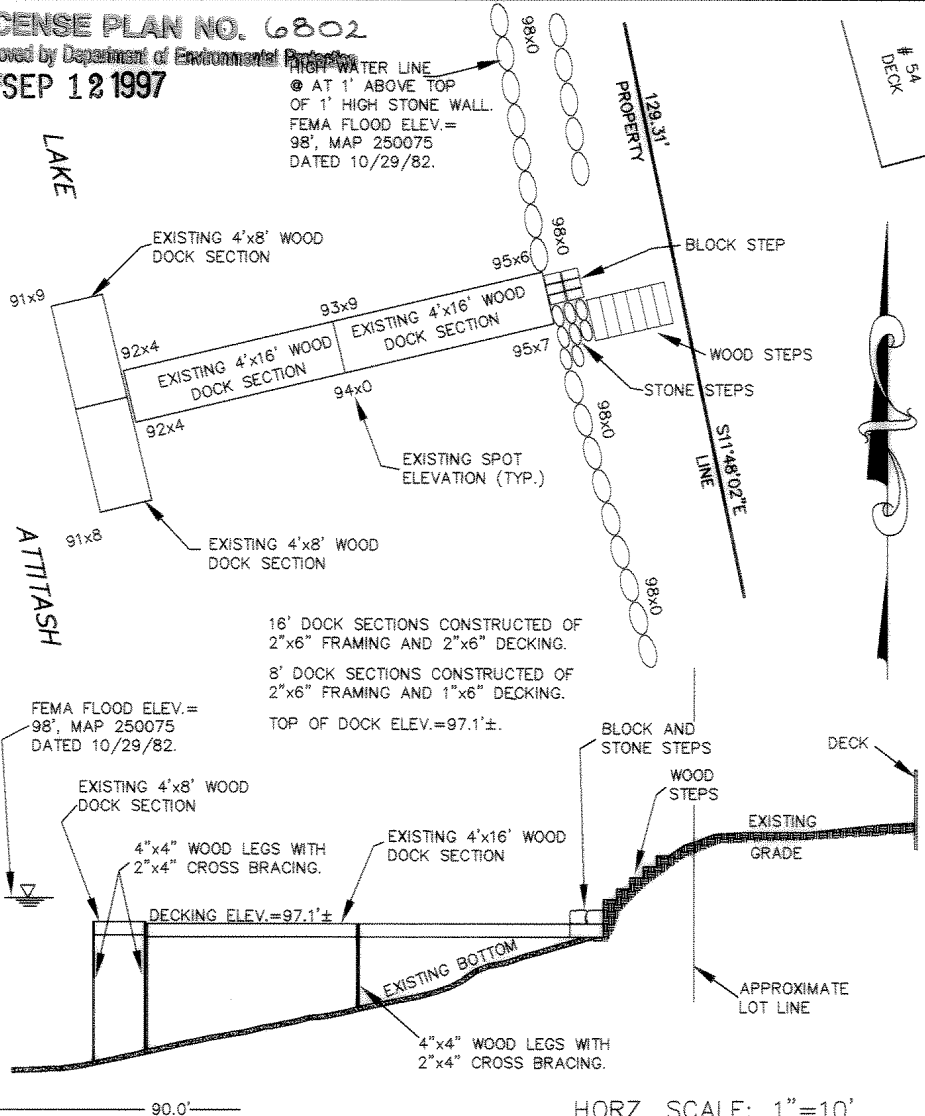 CENSE PLAN NO. 6802
oved by Department of Environmental Protection
SEP 12 1997
HIGH WATER LINE
@ AT 1' ABOVE TOP
OF 1' HIGH STONE WALL.
FEMA FLOOD ELEV.=
98', MAP 250075
DATED 10/29/82.
98x0
129.31'
PROPERTY
# 54
DECK
LAKE
EXISTING 4'x8' WOOD
DOCK SECTION
98x0
BLOCK STEP
95x6
91x9
93x9
EXISTING 4'x16' WOOD
DOCK SECTION
92x4
EXISTING 4'x16' WOOD
DOCK SECTION
95x7
WOOD STEPS
94x0
STONE STEPS
92x4
98x0
S11°48'02"E
LINE
EXISTING SPOT
ELEVATION (TYP.)
91x8
EXISTING 4'x8' WOOD
DOCK SECTION
ATTITASH
98x0
16' DOCK SECTIONS CONSTRUCTED OF
2"x6" FRAMING AND 2"x6" DECKING.
8' DOCK SECTIONS CONSTRUCTED OF
2"x6" FRAMING AND 1"x6" DECKING.
TOP OF DOCK ELEV.=97.1'±.
FEMA FLOOD ELEV.=
98', MAP 250075
DATED 10/29/82.
BLOCK AND
STONE STEPS
DECK
WOOD
STEPS
EXISTING 4'x8' WOOD
DOCK SECTION
EXISTING
GRADE
4"x4" WOOD LEGS WITH
2"x4" CROSS BRACING.
EXISTING 4'x16' WOOD
DOCK SECTION
DECKING ELEV.=97.1'±
EXISTING BOTTOM
APPROXIMATE
LOT LINE
4"x4" WOOD LEGS WITH
2"x4" CROSS BRACING.
90.0'
HORZ. SCALE: 1"=10'